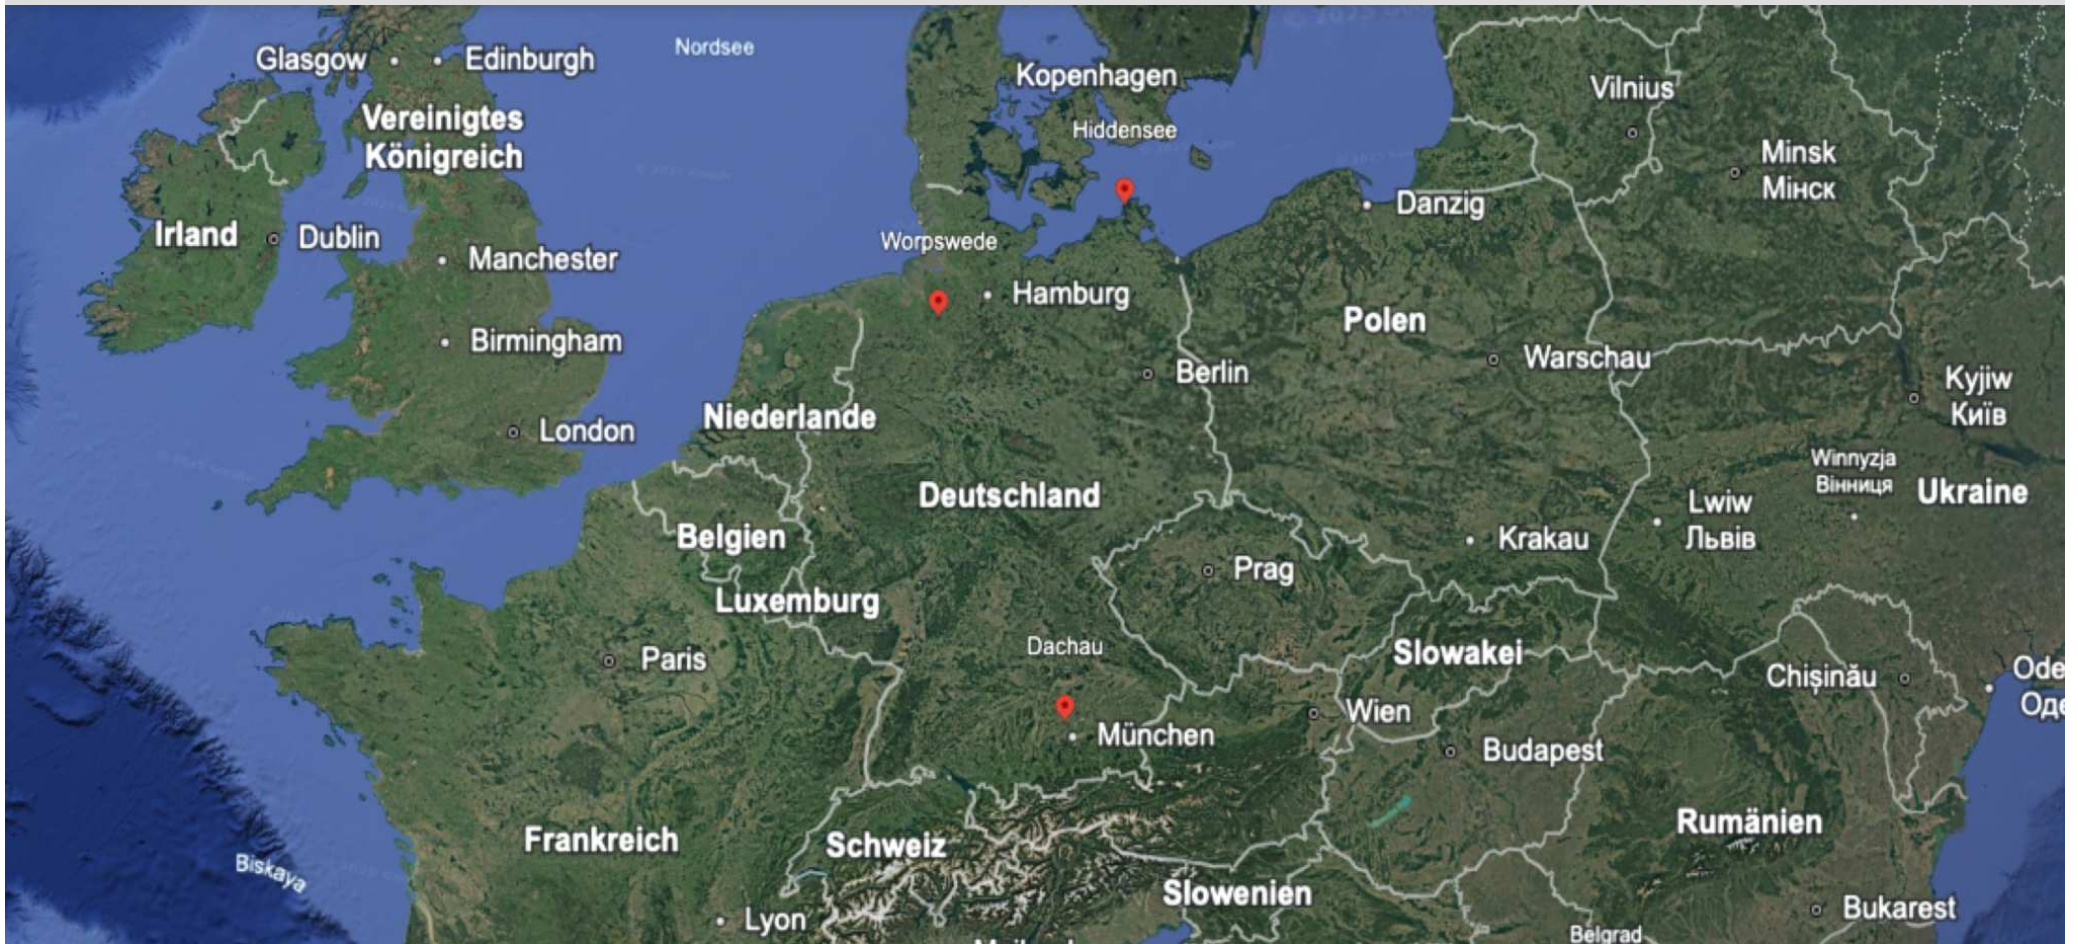 Nordsee
Glasgow
Edinburgh
Kopenhagen
Vilnius
Vereinigtes
Königreich
Hiddensee
Minsk
Мінск
Danzig
Irland
Dublin
Worpswede
Manchester
Hamburg
Polen
Birmingham
Warschau
Berlin
Kyjiw
Київ
Niederlande
London
Winnyzja
Вінниця
Deutschland
Lwiw
Львів
Ukraine
Belgien
Krakau
Prag
Luxemburg
Dachau
Slowakei
Paris
Chișinău
Ode
Оде
Wien
München
Budapest
Rumänien
Frankreich
Schweiz
Biskaya
Slowenien
Lyon
Bukarest
Belgrad